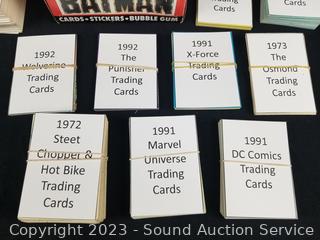 BATMAN
CARDS • STICKERS • BUBBLE GUM
Trading
Cards
Cards
1992
Wolverine
Trading
Cards
1992
The
Punisher
Trading
Cards
1991
X-Force
Trading
Cards
1973
The
Osmond
Trading
Cards
1972
Steet
Chopper &
Hot Bike
Trading
Cards
1991
Marvel
Universe
Trading
Cards
1991
DC Comics
Trading
Cards
Copyright 2023 - Sound Auction Service